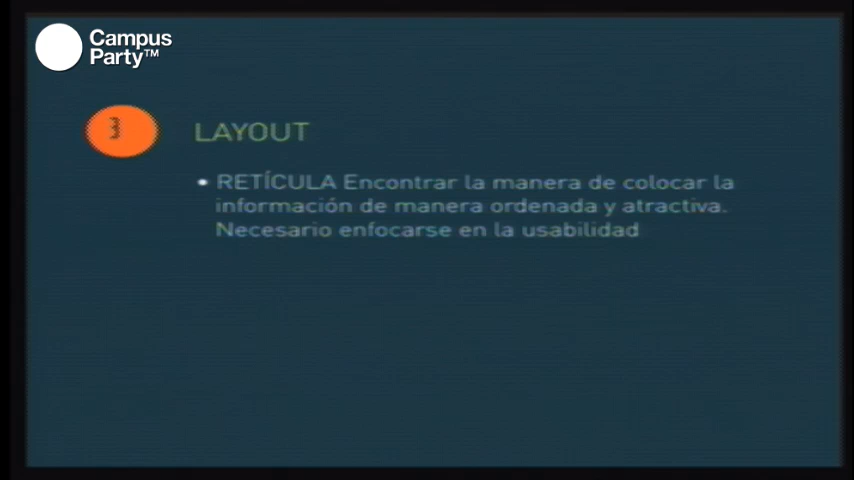 Campus
Party™
3
LAYOUT
• RETÍCULA Encontrar la manera de colocar la
información de manera ordenada y atractiva.
Necesario enfocarse en la usabilidad